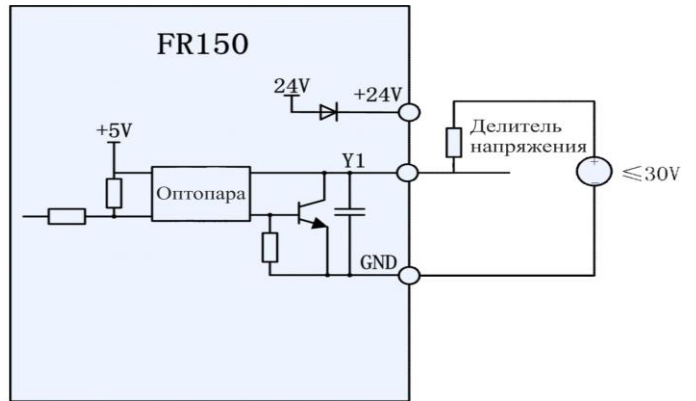 FR150
24V
+24V
+5V
Делитель
напряжения
Y1
Оптопара
+
≤30V
GND